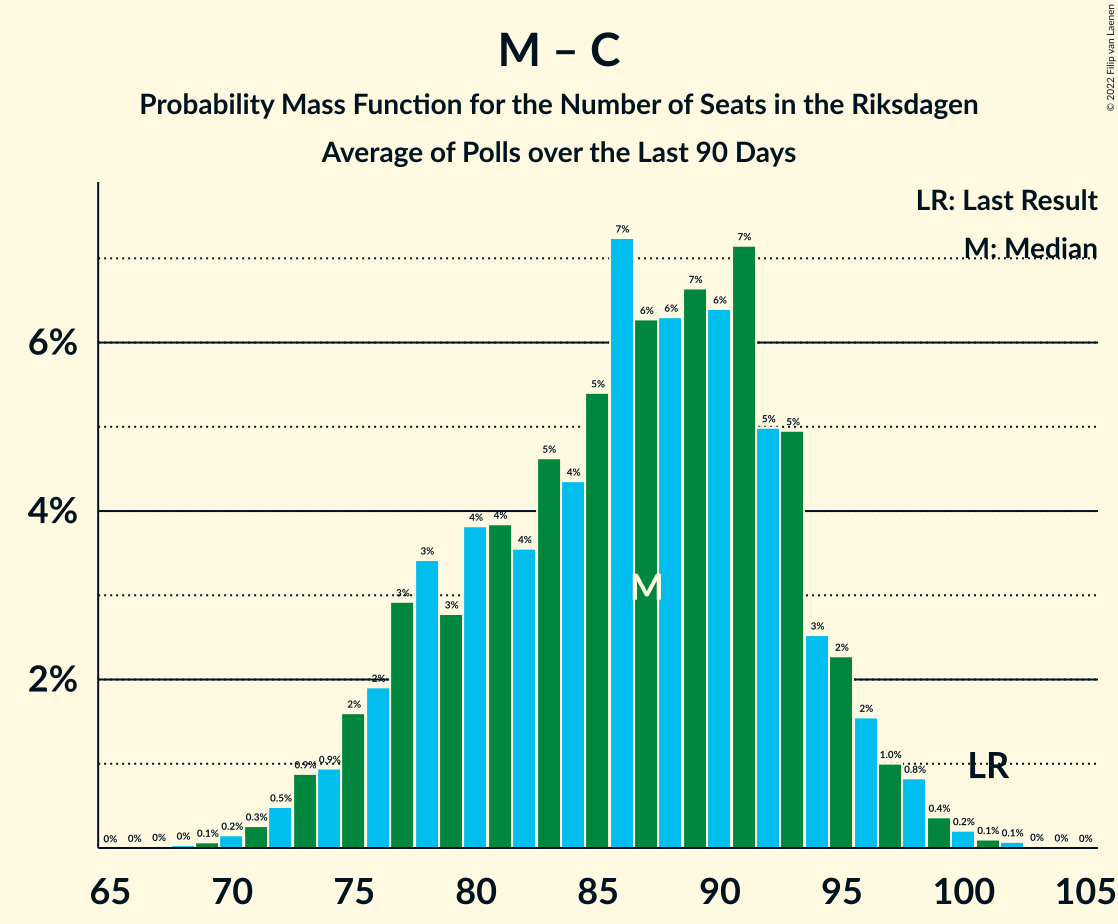 M – C
Probability Mass Function for the Number of Seats in the Riksdagen
Average of Polls over the Last 90 Days
© 2022 Filip van Laenen
LR: Last Result
M: Median
6%
4%
2%
0% 0% 0% 0% 0.1% 0.2% 0.3% 0.5% 0.9% 0.9% 2% 2% 3% 3% 3% 4% 4% 4% 5% 4% 5% 7% 6% 6% 7% 6% 7% 5% 5% 3% 2% 2% 1.0% 0.8% 0.4% 0.2% 0.1% 0.1% 0% 0% 0%
M
LR
65 70 75 80 85 90 95 100 105